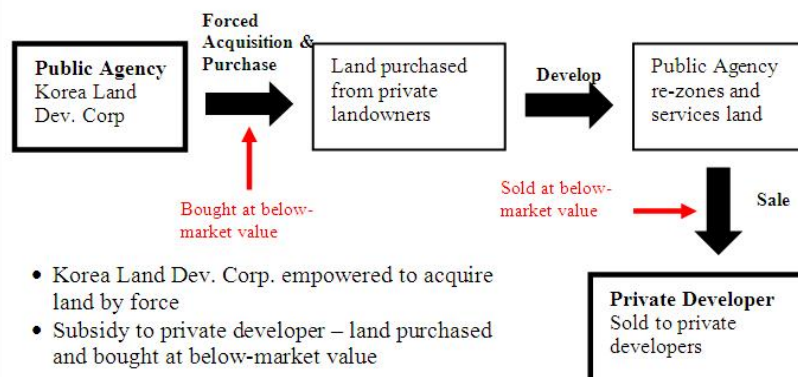 Forced
Acquisition &
Purchase
Public Agency
Korea Land
Dev. Corp
Land purchased
from private
landowners
Develop
Public Agency
re-zones and
services land
Bought at below-
market value
Sold at below-
market value
Sale
• Korea Land Dev. Corp. empowered to acquire
land by force
• Subsidy to private developer – land purchased
and bought at below-market value
Private Developer
Sold to private
developers